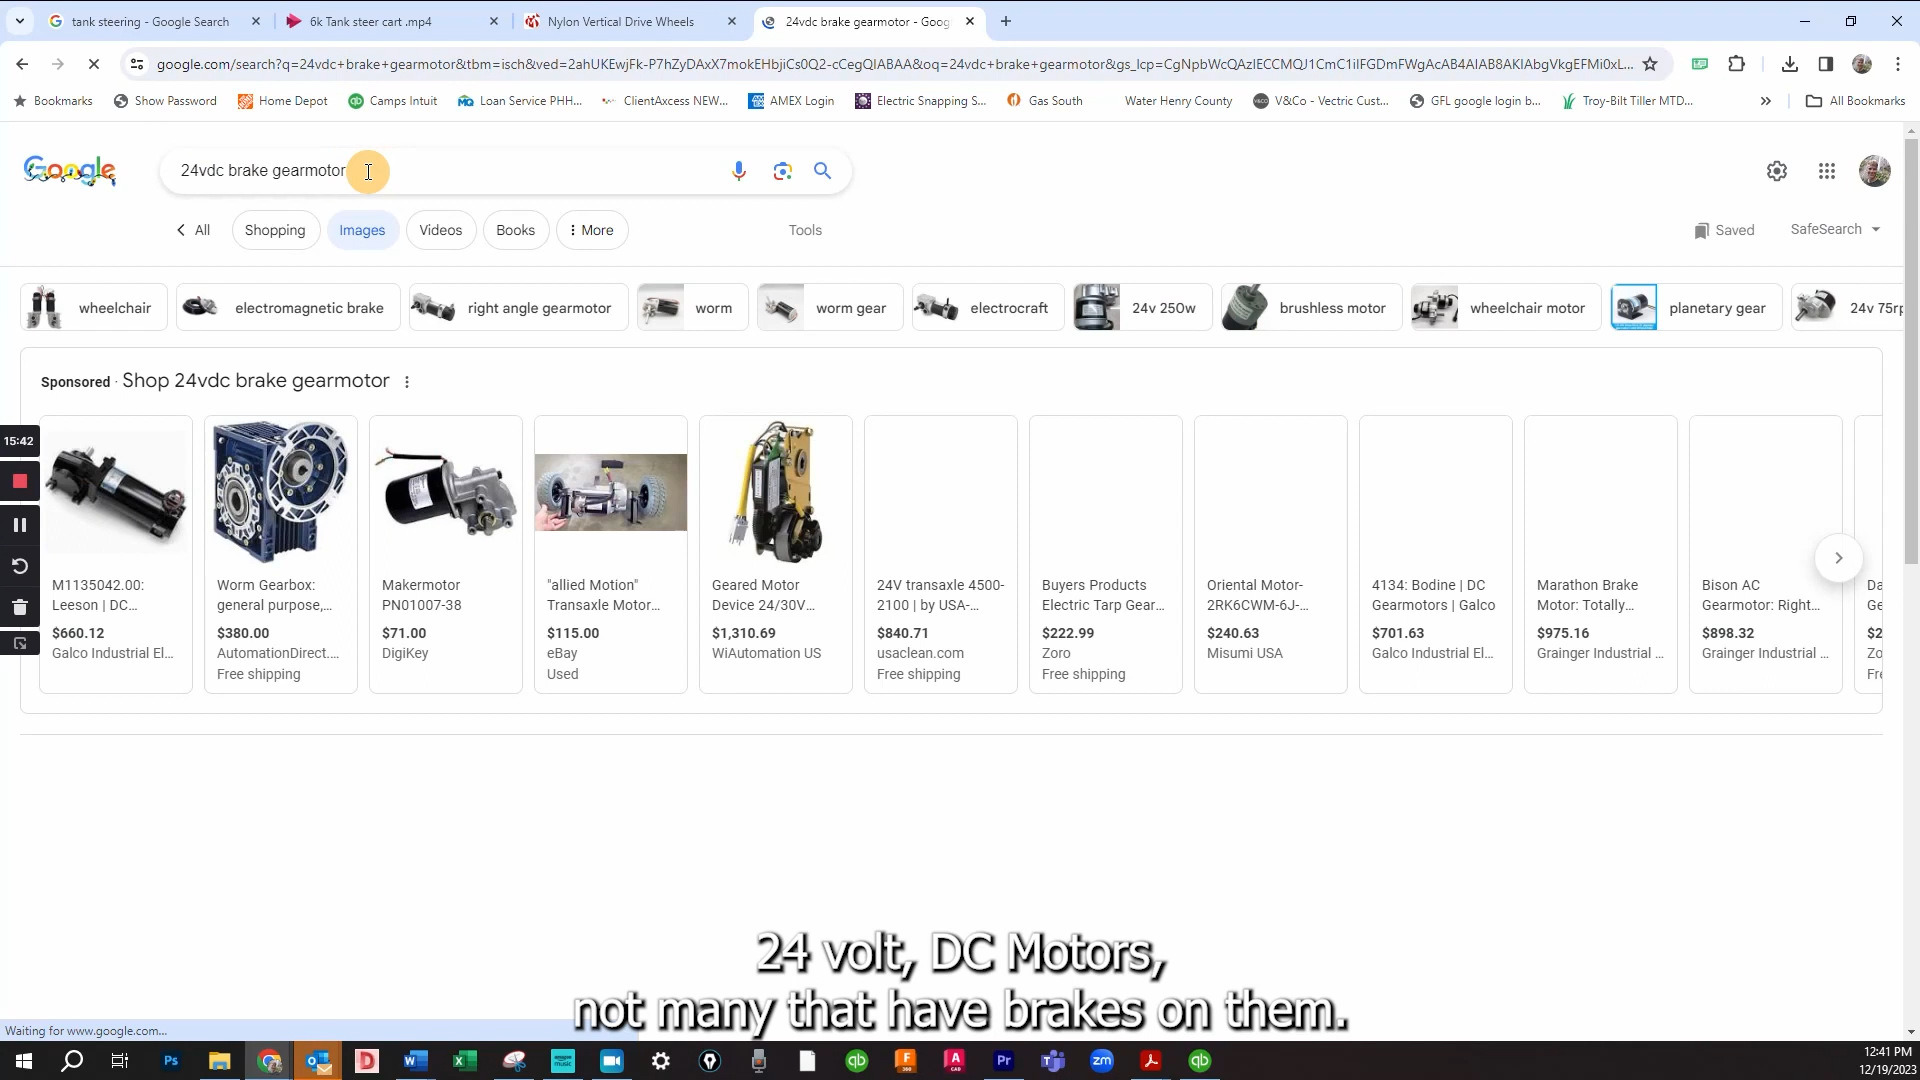 tank steering - Google Search
6k Tank steer cart .mp4
Nylon Vertical Drive Wheels
24vdc brake gearmotor - Goog
google.com/search?q=24vdc+brake+gearmotor&tbm=isch&ved=2ahUKEwjFk-P7hZyDAxX7mokEHbjiCs0Q2-cCegQIABAA&oq=24vdc+brake+gearmotor&gs_lcp=CgNpbWcQAzIECCMQJ1CmC1iIFGDmFWgAcAB4AIAB8AKIAbgVkgEFMi0xL...
Bookmarks
Show Password
Home Depot
Camps Intuit
Loan Service PHH...
ClientAxcess NEW...
AMEX Login
Electric Snapping S...
Gas South
Water Henry County
V&Co - Vectric Cust...
GFL google login b...
Troy-Bilt Tiller MTD...
All Bookmarks
Google
24vdc brake gearmotor
All
Shopping
Images
Videos
Books
More
Tools
Saved
SafeSearch
wheelchair
electromagnetic brake
right angle gearmotor
worm
worm gear
electrocraft
24v 250w
brushless motor
wheelchair motor
planetary gear
24v 75rp
Sponsored · Shop 24vdc brake gearmotor
15:42
M1135042.00:
Leeson | DC...
$660.12
Galco Industrial El...
Worm Gearbox:
general purpose,...
$380.00
AutomationDirect....
Free shipping
Makermotor
PN01007-38
$71.00
DigiKey
"allied Motion"
Transaxle Motor...
$115.00
eBay
Used
Geared Motor
Device 24/30V...
$1,310.69
WiAutomation US
24V transaxle 4500-
2100 | by USA-...
$840.71
usaclean.com
Free shipping
Buyers Products
Electric Tarp Gear...
$222.99
Zoro
Free shipping
Oriental Motor-
2RK6CWM-6J-...
$240.63
Misumi USA
4134: Bodine | DC
Gearmotors | Galco
$701.63
Galco Industrial El...
Marathon Brake
Motor: Totally...
$975.16
Grainger Industrial ...
Bison AC
Gearmotor: Right...
$898.32
Grainger Industrial ...
Da
Ge
$2
Zo
Fre
24 volt, DC Motors,
not many that have brakes on them.
Waiting for www.google.com...
12:41 PM
12/19/2023